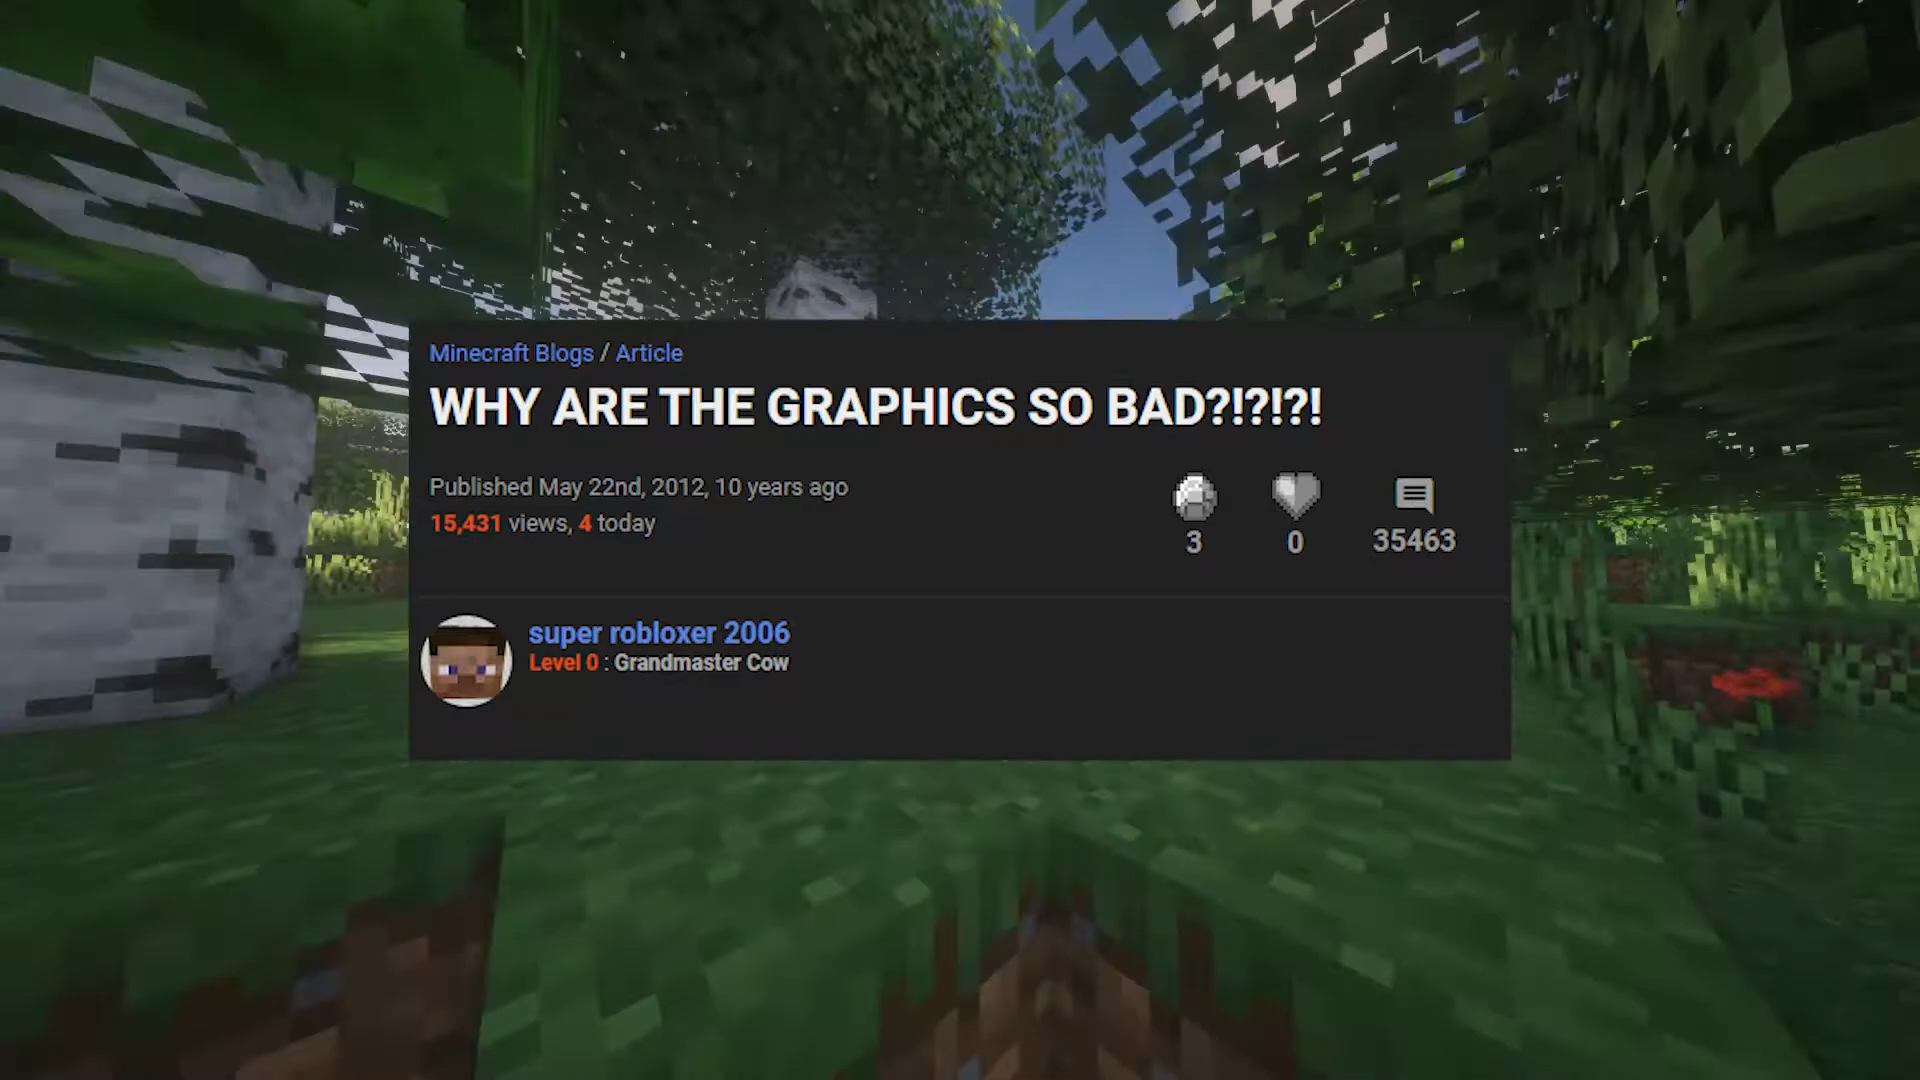 Minecraft Blogs / Article
WHY ARE THE GRAPHICS SO BAD?!?!?!
Published May 22nd, 2012, 10 years ago
15,431 views, 4 today
3
0
35463
super robloxer 2006
Level 0 : Grandmaster Cow